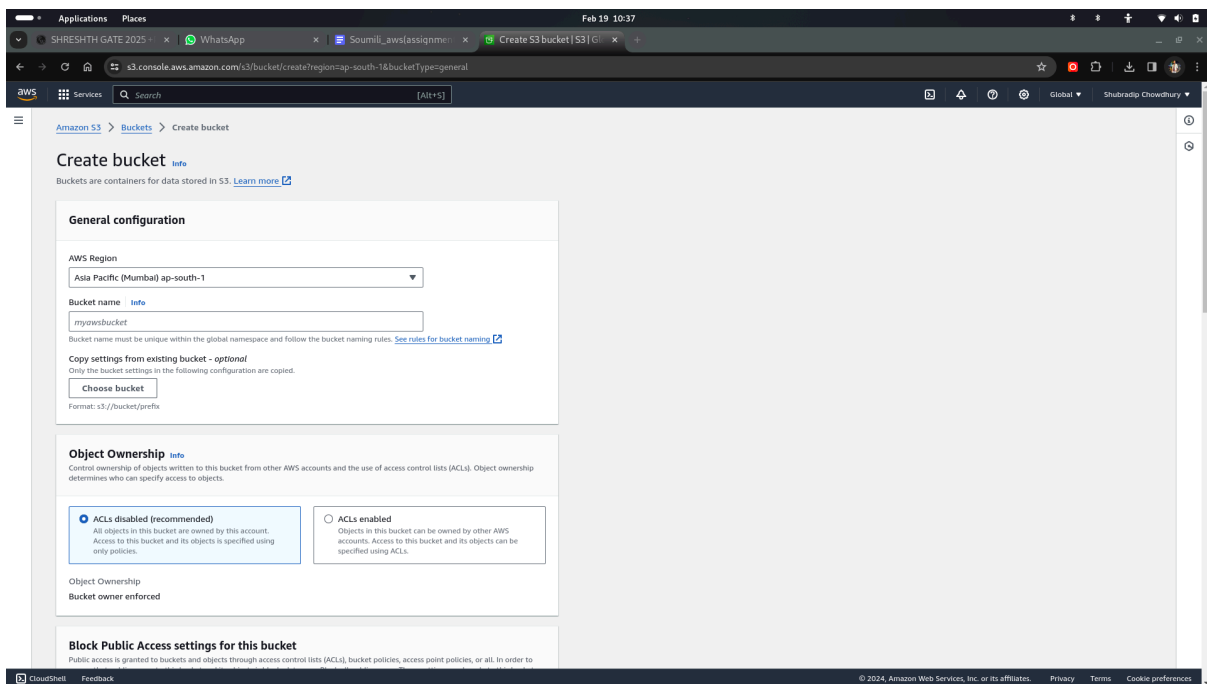 Applications Places
Feb 19 10:37
SHRESHTH GATE 2025 -
WhatsApp
Soumili_aws(assignmen
Create S3 bucket | S3 | Gl
s3.console.aws.amazon.com/s3/bucket/create?region=ap-south-1&bucketType=general
aws
Services
Search
[Alt+S]
Global
Shubradip Chowdhury
Amazon S3 > Buckets > Create bucket
Create bucket Info
Buckets are containers for data stored in S3. Learn more
General configuration
AWS Region
Asia Pacific (Mumbai) ap-south-1
Bucket name Info
myawsbucket
Bucket name must be unique within the global namespace and follow the bucket naming rules. See rules for bucket naming
Copy settings from existing bucket - optional
Only the bucket settings in the following configuration are copied.
Choose bucket
Format: s3://bucket/prefix
Object Ownership Info
Control ownership of objects written to this bucket from other AWS accounts and the use of access control lists (ACLs). Object ownership
determines who can specify access to objects.
ACLs disabled (recommended)
All objects in this bucket are owned by this account.
Access to this bucket and its objects is specified using
only policies.
ACLs enabled
Objects in this bucket can be owned by other AWS
accounts. Access to this bucket and its objects can be
specified using ACLs.
Object Ownership
Bucket owner enforced
Block Public Access settings for this bucket
Public access is granted to buckets and objects through access control lists (ACLs), bucket policies, access point policies, or all. In order to
CloudShell Feedback
© 2024, Amazon Web Services, Inc. or its affiliates. Privacy Terms Cookie preferences